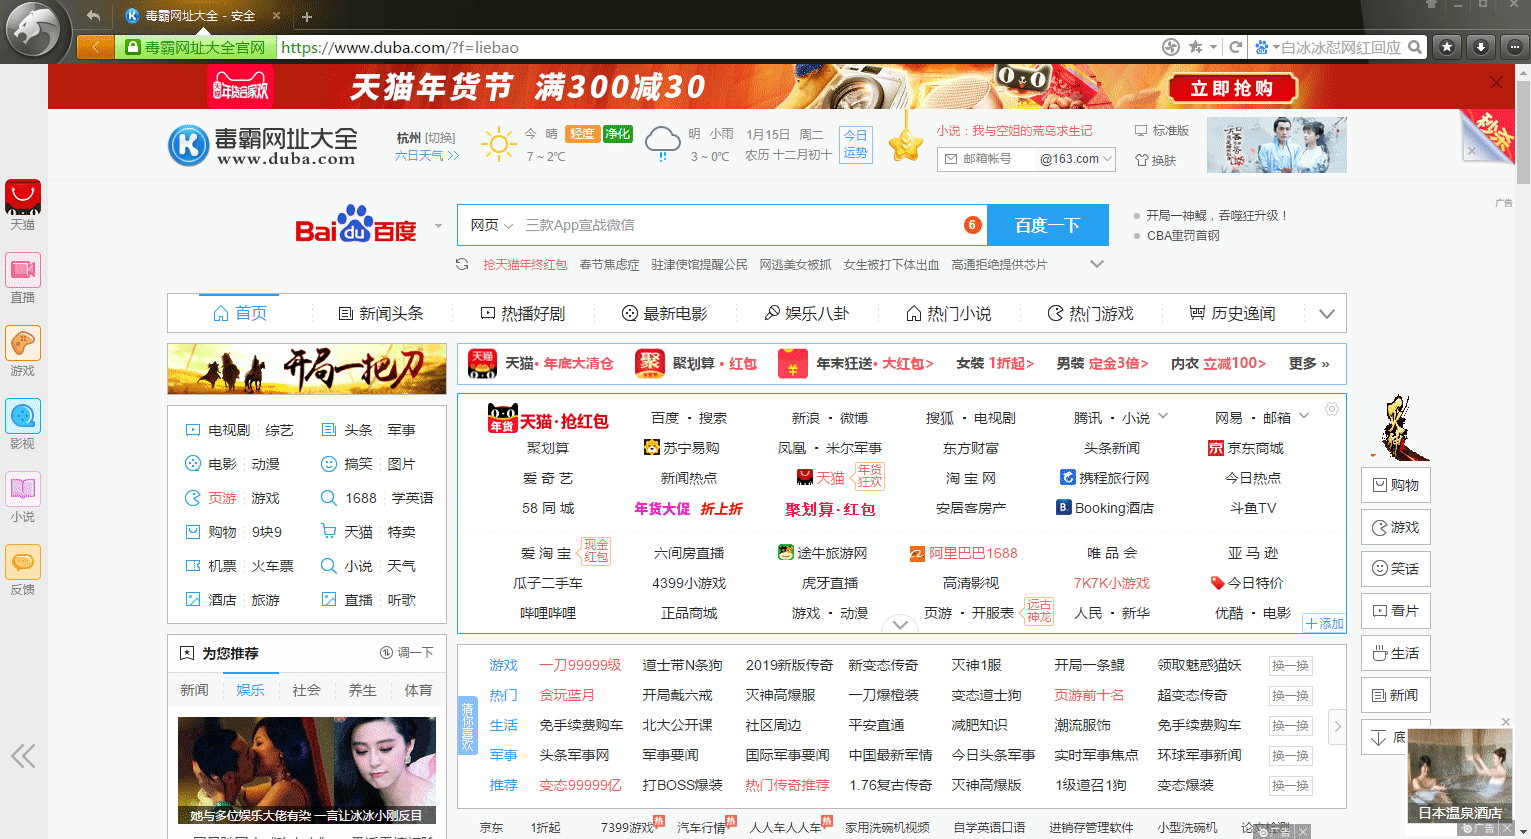 毒霸网址大全 - 安全
毒霸网址大全官网 https://www.duba.com/?f=liebao 白冰冰怼网红回应
天猫年货节 满300减30 立即抢购
毒霸网址大全
www.duba.com
杭州 [切换]
六日天气 >>
今 晴 轻度 净化
7 ~ 2℃
明 小雨
3 ~ 0℃
1月15日 周二
农历 十二月初十
今日
运势
小说：我与空姐的荒岛求生记
邮箱帐号 @163.com
标准版
换肤
秒杀
广告
天猫
直播
游戏
影视
小说
反馈
Bai du 百度
网页 三款App宣战微信 6 百度一下
开局一神鲲，吞噬狂升级！
CBA重罚首钢
抢天猫年终红包 春节焦虑症 驻津使馆提醒公民 网逃美女被抓 女生被打下体出血 高通拒绝提供芯片
首页 新闻头条 热播好剧 最新电影 娱乐八卦 热门小说 热门游戏 历史逸闻
开局一把刀
天猫 天猫· 年底大清仓 聚 聚划算 · 红包 年末狂送· 大红包> 女装 1折起> 男装 定金3倍> 内衣 立减100> 更多 »
电视剧 综艺 头条 军事
电影 动漫 搞笑 图片
页游 游戏 1688 学英语
购物 9块9 天猫 特卖
机票 火车票 小说 天气
酒店 旅游 直播 听歌
年货 天猫·抢红包 百度 · 搜索 新浪 · 微博 搜狐 · 电视剧 腾讯 · 小说 网易 · 邮箱
聚划算 苏宁易购 凤凰 · 米尔军事 东方财富 头条新闻 京 京东商城
爱 奇 艺 新闻热点 天猫 年货狂欢 淘 宝 网 携程旅行网 今日热点
58 同 城 年货大促 折上折 聚划算·红包 安居客房产 B. Booking酒店 斗鱼TV
爱 淘 宝 现金红包 六间房直播 途牛旅游网 阿里巴巴1688 唯 品 会 亚 马 逊
瓜子二手车 4399小游戏 虎牙直播 高清影视 7K7K小游戏 今日特价
哔哩哔哩 正品商城 游戏 · 动漫 页游 · 开服表 远古神龙 人民 · 新华 优酷 · 电影
添加
为您推荐 调一下
新闻 娱乐 社会 养生 体育
她与多位娱乐大佬有染 一言让冰冰小刚反目
猜你喜欢
游戏 一刀99999级 道士带N条狗 2019新版传奇 新变态传奇 灭神1服 开局一条鲲 领取魅惑猫妖 换一换
热门 贪玩蓝月 开局戴六戒 灭神高爆服 一刀爆橙装 变态道士狗 页游前十名 超变态传奇 换一换
生活 免手续费购车 北大公开课 社区周边 平安直通 减肥知识 潮流服饰 免手续费购车 换一换
军事 头条军事网 军事要闻 国际军事要闻 中国最新军情 今日头条军事 实时军事焦点 环球军事新闻 换一换
推荐 变态99999亿 打BOSS爆装 热门传奇推荐 1.76复古传奇 灭神高爆版 1级道召1狗 变态爆装 换一换
京东 1折起 7399游戏 热 汽车行情 热 人人车人人车 热 家用洗碗机视频 自学英语口语 进销存管理软件 小型洗碗机
购物
游戏
笑话
看片
生活
新闻
底
日本温泉酒店
广告